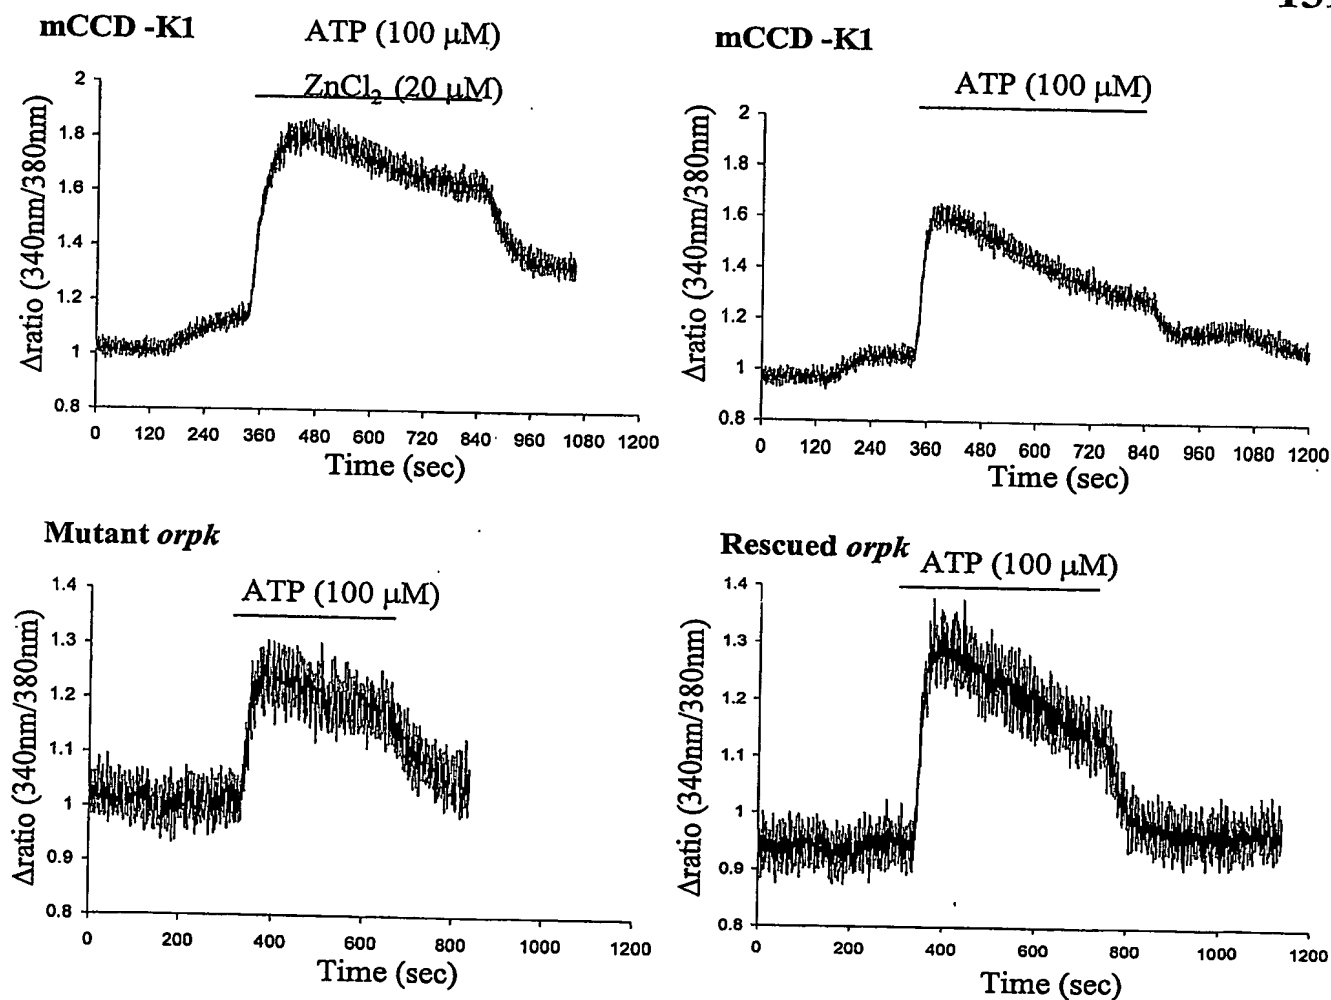 mCCD -K1
ATP (100 μM)
ZnCl₂ (20 μM)
Δratio (340nm/380nm)
2
1.8
1.6
1.4
1.2
1
0.8
0 120 240 360 480 600 720 840 960 1080 1200
Time (sec)
mCCD -K1
ATP (100 μM)
Δratio (340nm/380nm)
2
1.8
1.6
1.4
1.2
1
0.8
0 120 240 360 480 600 720 840 960 1080 1200
Time (sec)
Mutant orpk
ATP (100 μM)
Δratio (340nm/380nm)
1.4
1.3
1.2
1.1
1
0.9
0.8
0 200 400 600 800 1000 1200
Time (sec)
Rescued orpk
ATP (100 μM)
Δratio (340nm/380nm)
1.4
1.3
1.2
1.1
1
0.9
0.8
0 200 400 600 800 1000 1200
Time (sec)